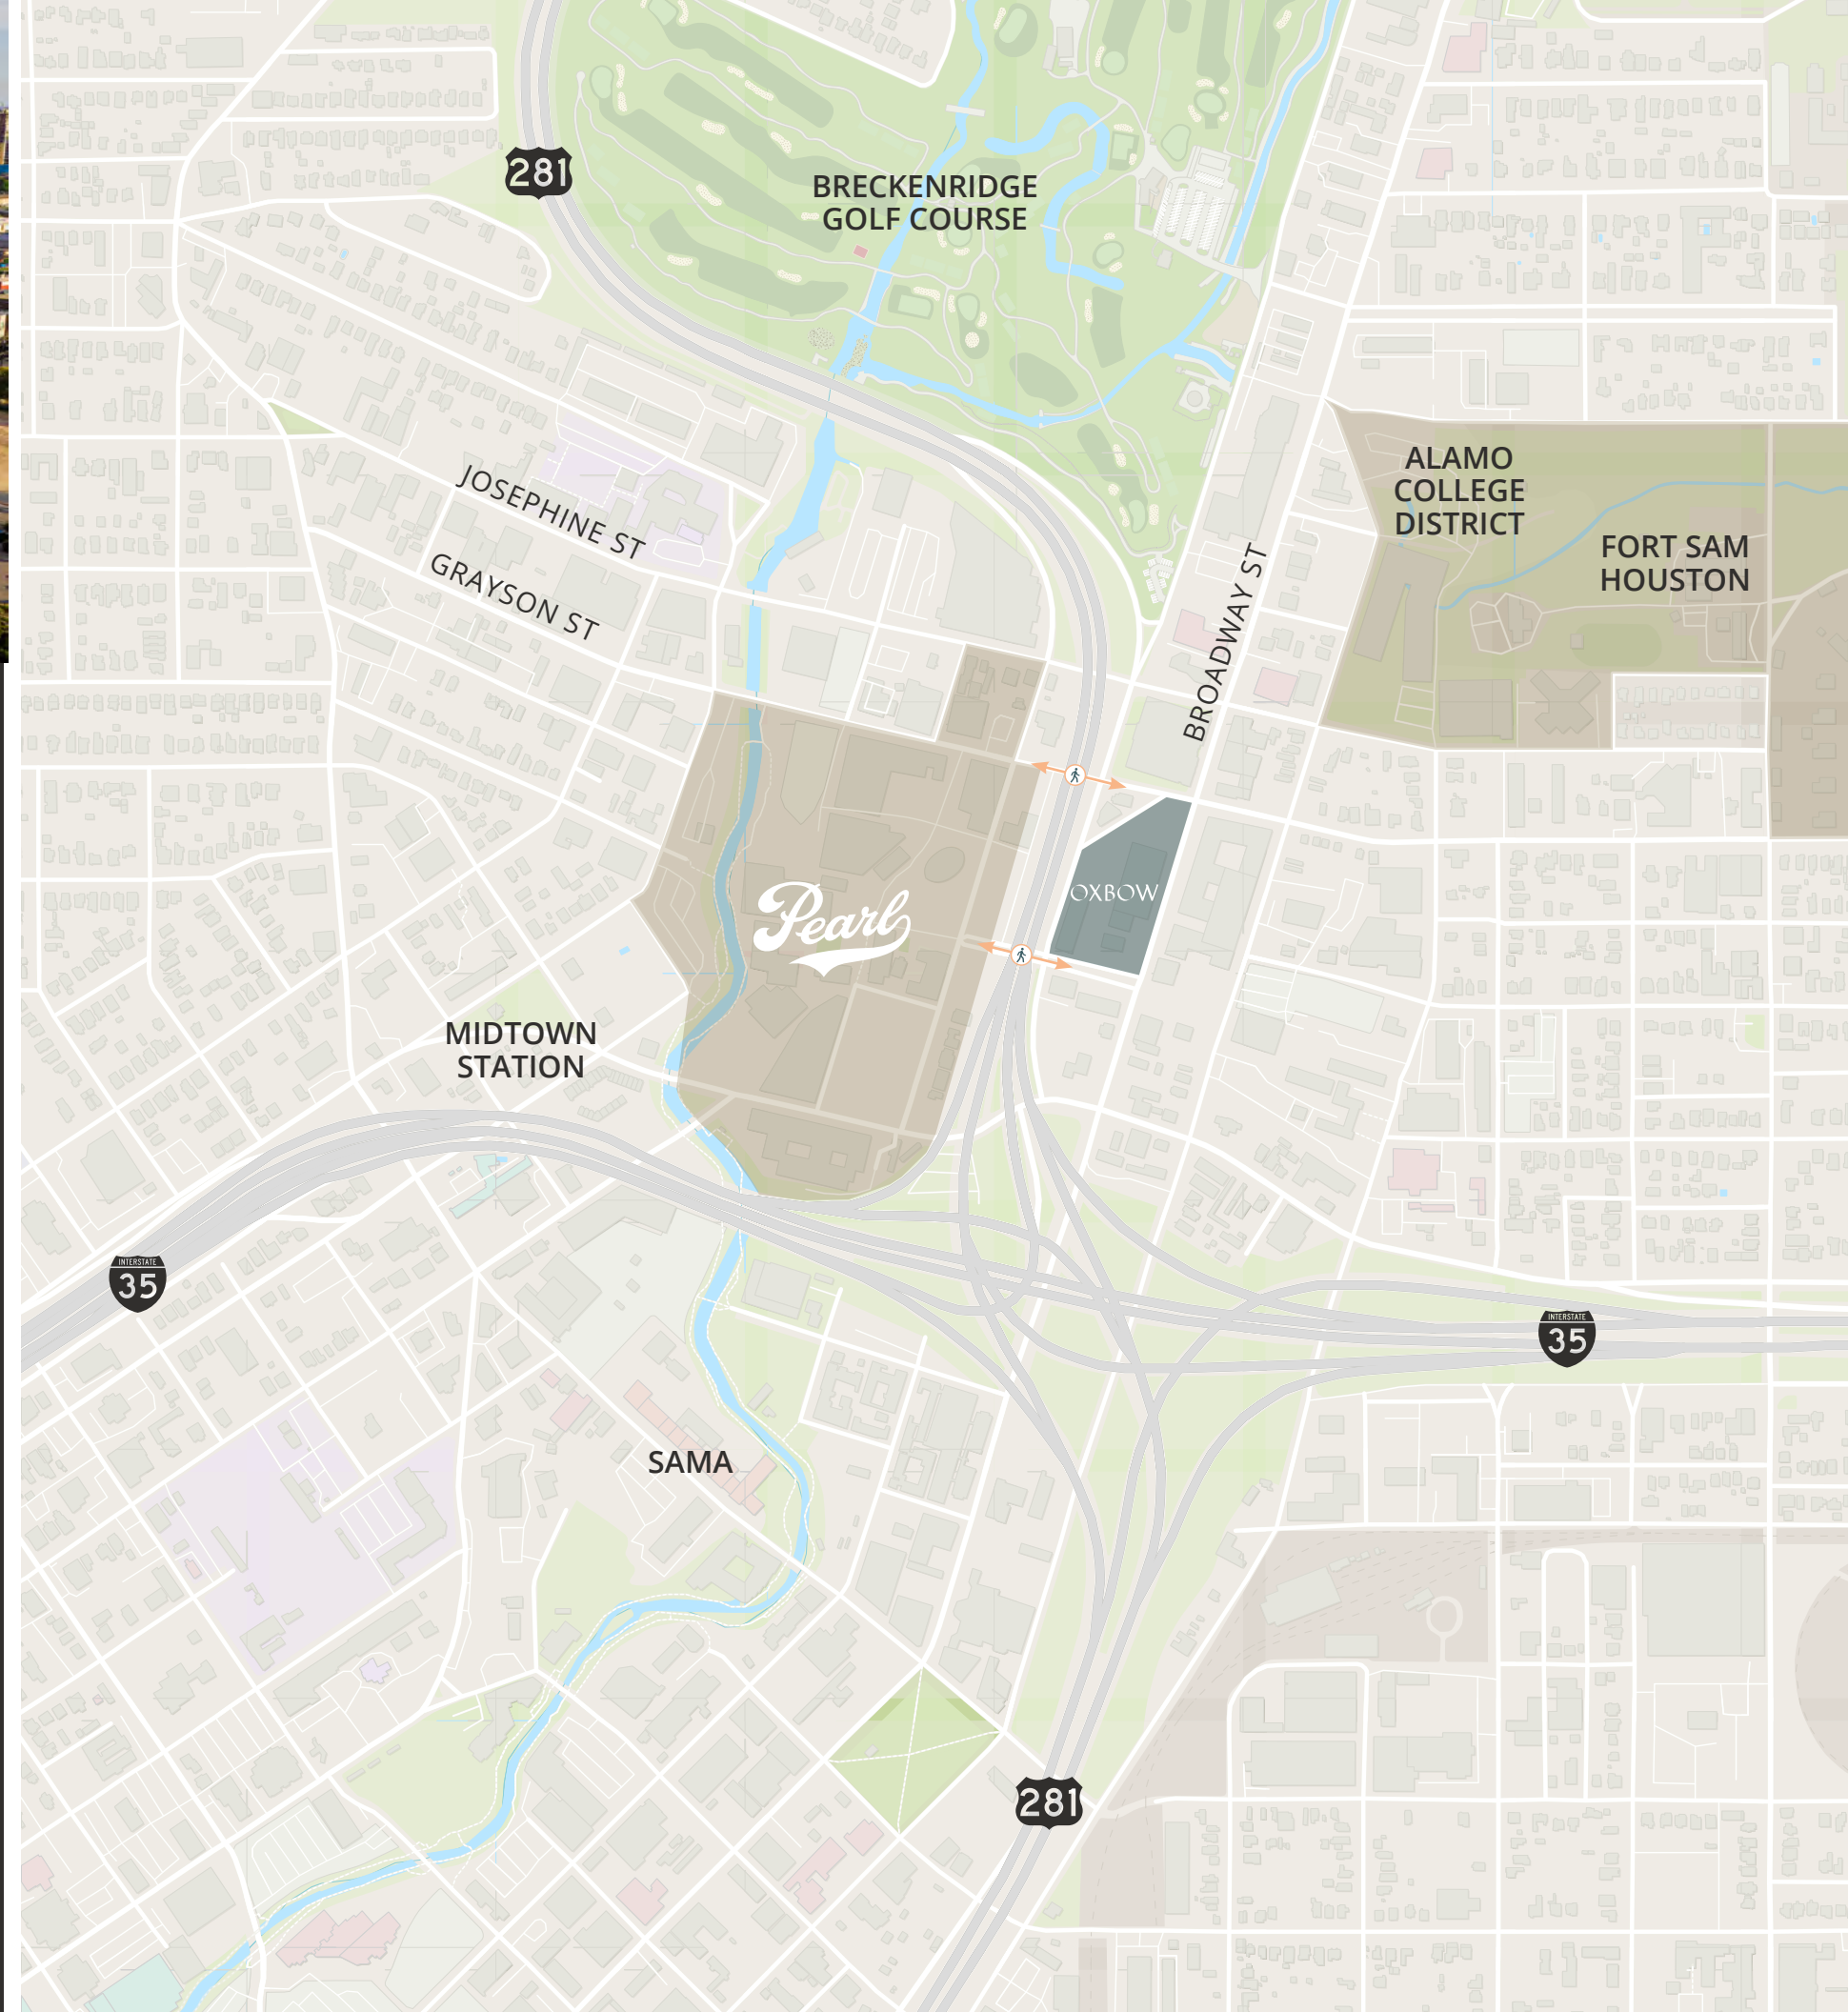 281
BRECKENRIDGE
GOLF COURSE
ALAMO
COLLEGE
DISTRICT
JOSEPHINE ST
FORT SAM
HOUSTON
GRAYSON ST
BROADWAY ST
OXBOW
Pearl
MIDTOWN
STATION
INTERSTATE
35
INTERSTATE
35
SAMA
281